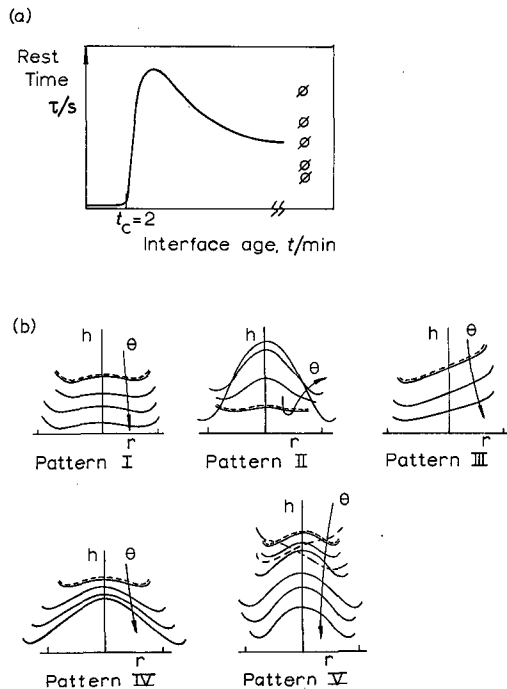 (a)
Rest
Time
τ/s
t_c=2
Interface age, t/min
(b)
h
θ
r
Pattern I
h
θ
r
Pattern II
h
θ
r
Pattern III
h
θ
r
Pattern IV
h
θ
r
Pattern V